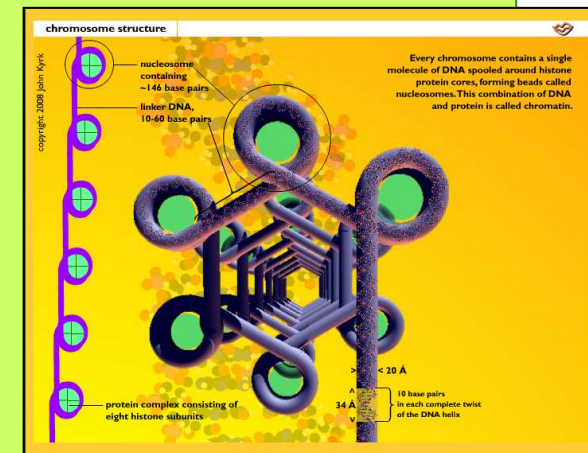 chromosome structure
copyright 2008 John Kyrk
nucleosome
containing
~146 base pairs
linker DNA,
10-60 base pairs
Every chromosome contains a single
molecule of DNA spooled around histone
protein cores, forming beads called
nucleosomes. This combination of DNA
and protein is called chromatin.
> < 20 Å
34 Å
10 base pairs
in each complete twist
of the DNA helix
protein complex consisting of
eight histone subunits